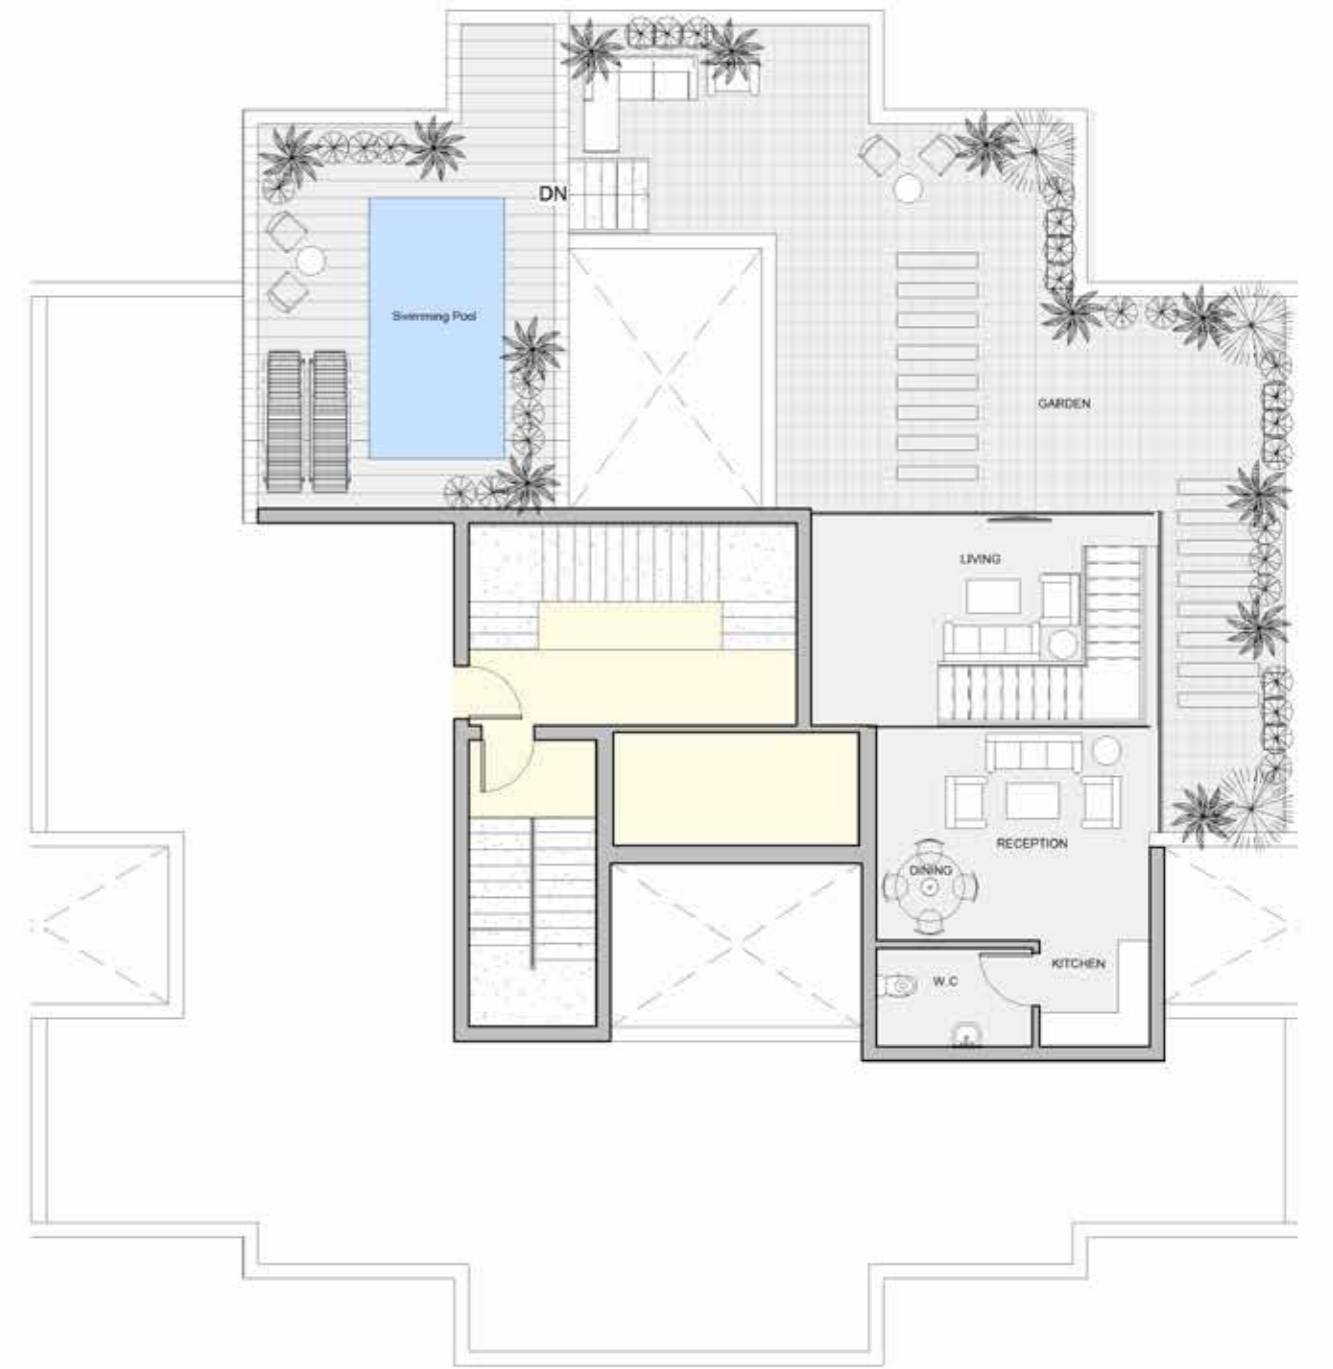 DN
Swimming Pool
GARDEN
LIVING
RECEPTION
DINING
KITCHEN
W.C